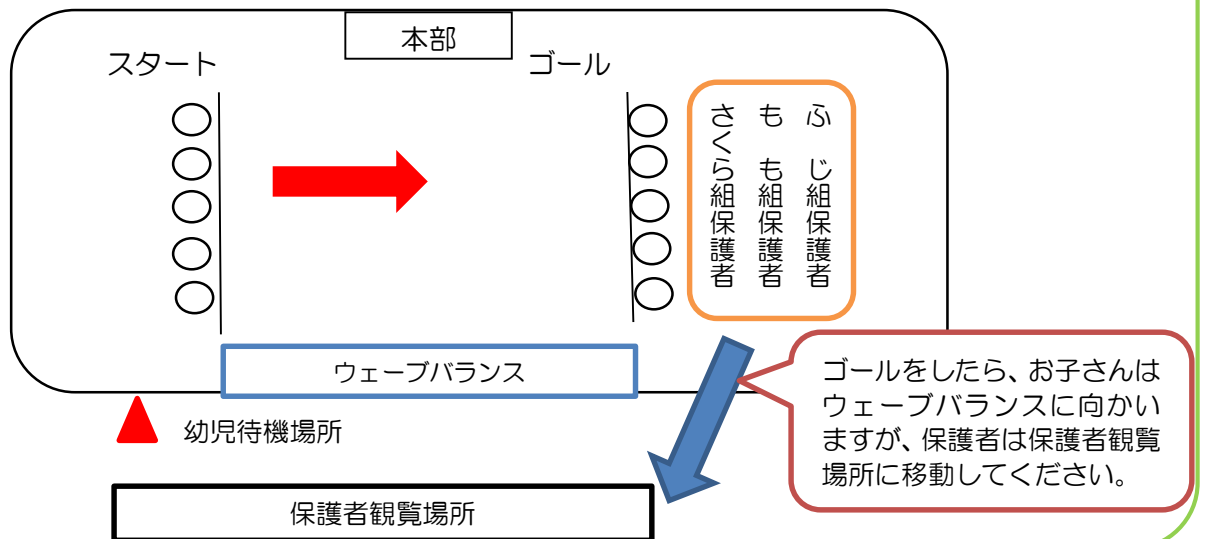 本部
スタート
ゴール
ふ じ組保護者
も も組保護者
さくら組保護者
ウェーブバランス
幼児待機場所
ゴールをしたら、お子さんは
ウェーブバランスに向かい
ますが、保護者は保護者観覧
場所に移動してください。
保護者観覧場所